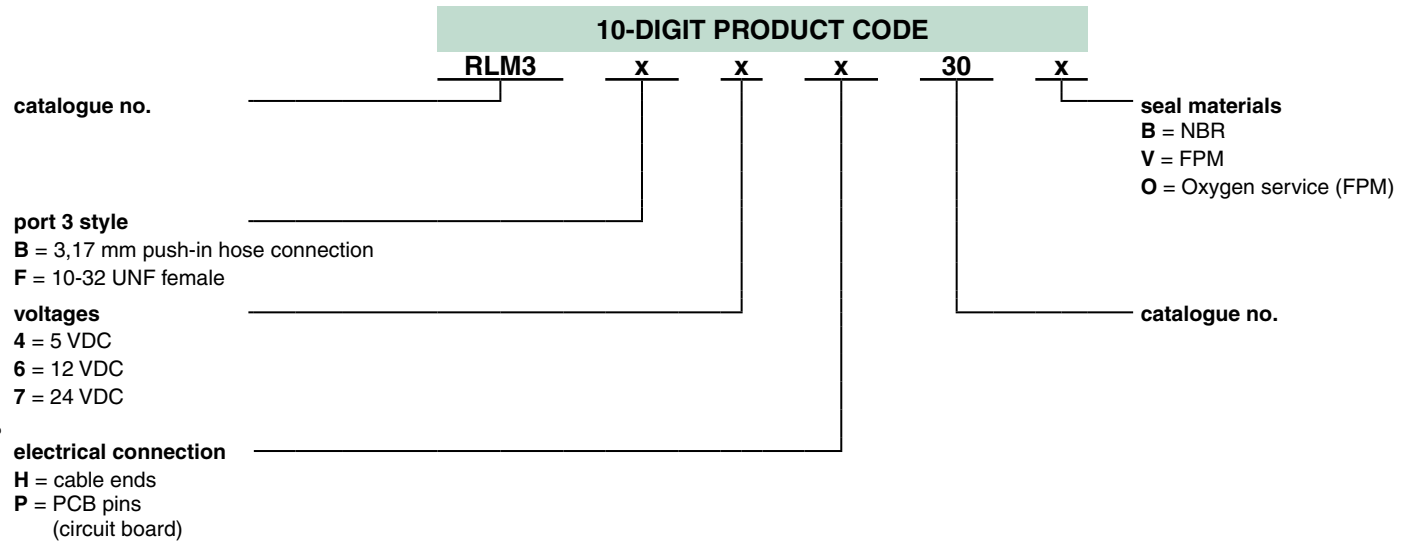 10-DIGIT PRODUCT CODE
RLM3 x x x 30 x
catalogue no.
seal materials
B = NBR
V = FPM
O = Oxygen service (FPM)
port 3 style
B = 3,17 mm push-in hose connection
F = 10-32 UNF female
voltages
4 = 5 VDC
6 = 12 VDC
7 = 24 VDC
catalogue no.
electrical connection
H = cable ends
P = PCB pins
(circuit board)